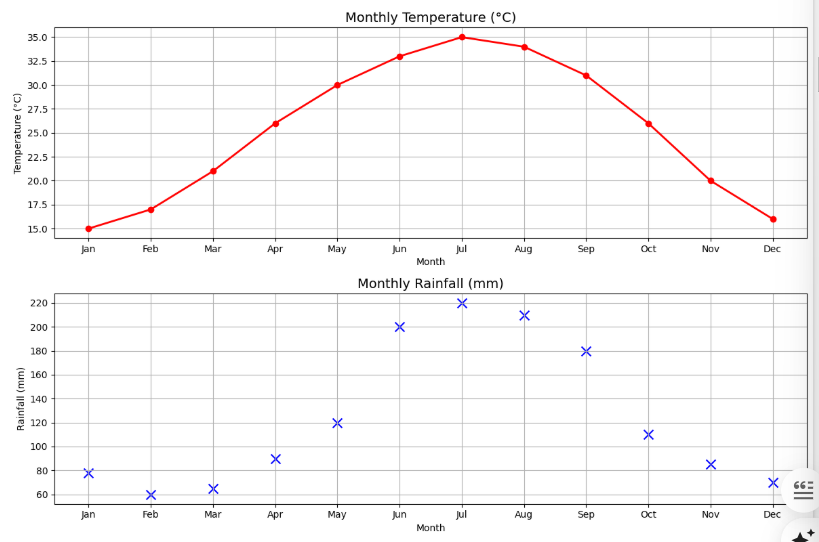 Monthly Temperature (°C)
35.0
32.5
30.0
27.5
25.0
22.5
20.0
17.5
15.0
Temperature (°C)
Jan Feb Mar Apr May Jun Jul Aug Sep Oct Nov Dec
Month
Monthly Rainfall (mm)
220
200
180
160
140
120
100
80
60
Rainfall (mm)
Jan Feb Mar Apr May Jun Jul Aug Sep Oct Nov Dec
Month